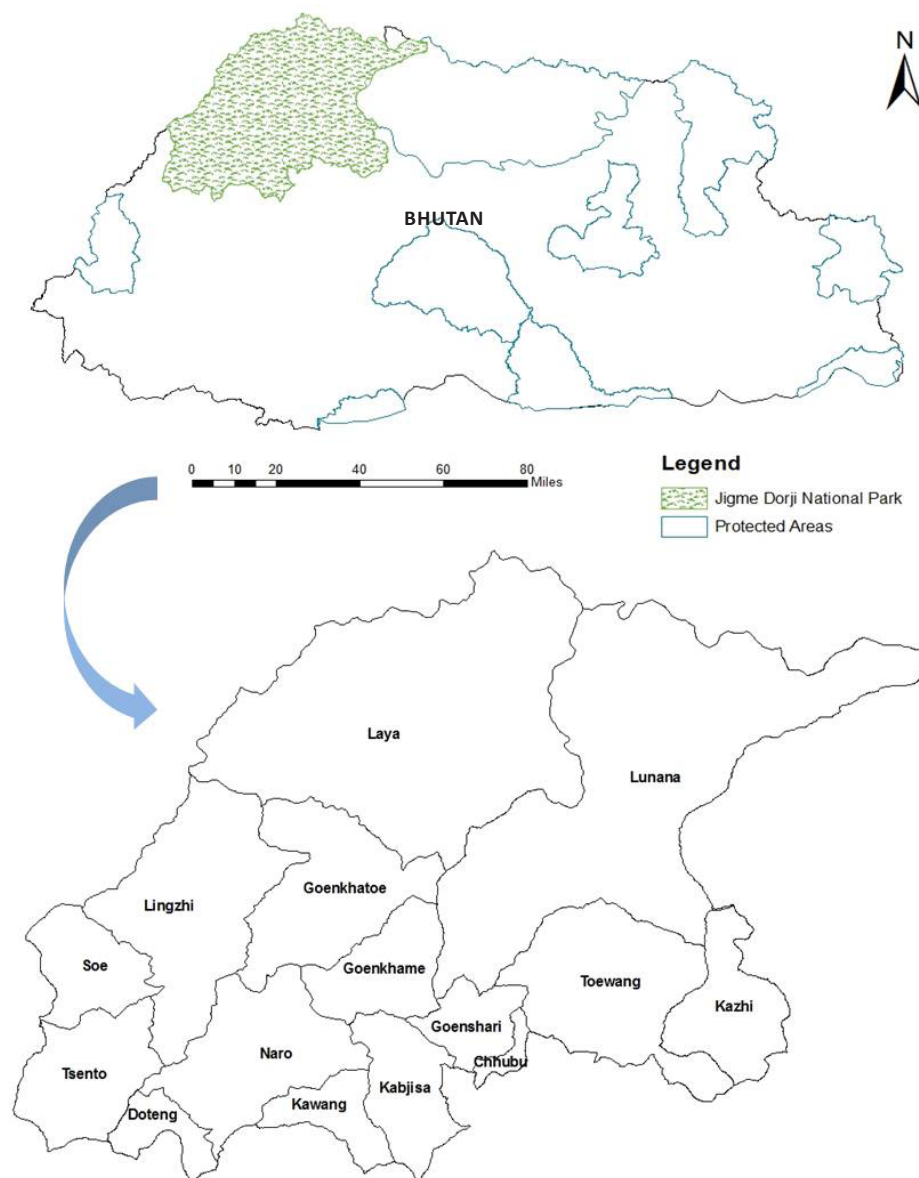 N
BHUTAN
0 10 20 40 60 80
Miles
Legend
Jigme Dorji National Park
Protected Areas
Laya
Lunana
Goenkhatoe
Lingzhi
Goenkhame
Soe
Toewang
Kazhi
Goenshari
Naro
Chhubu
Tsento
Kabjisa
Kawang
Doteng